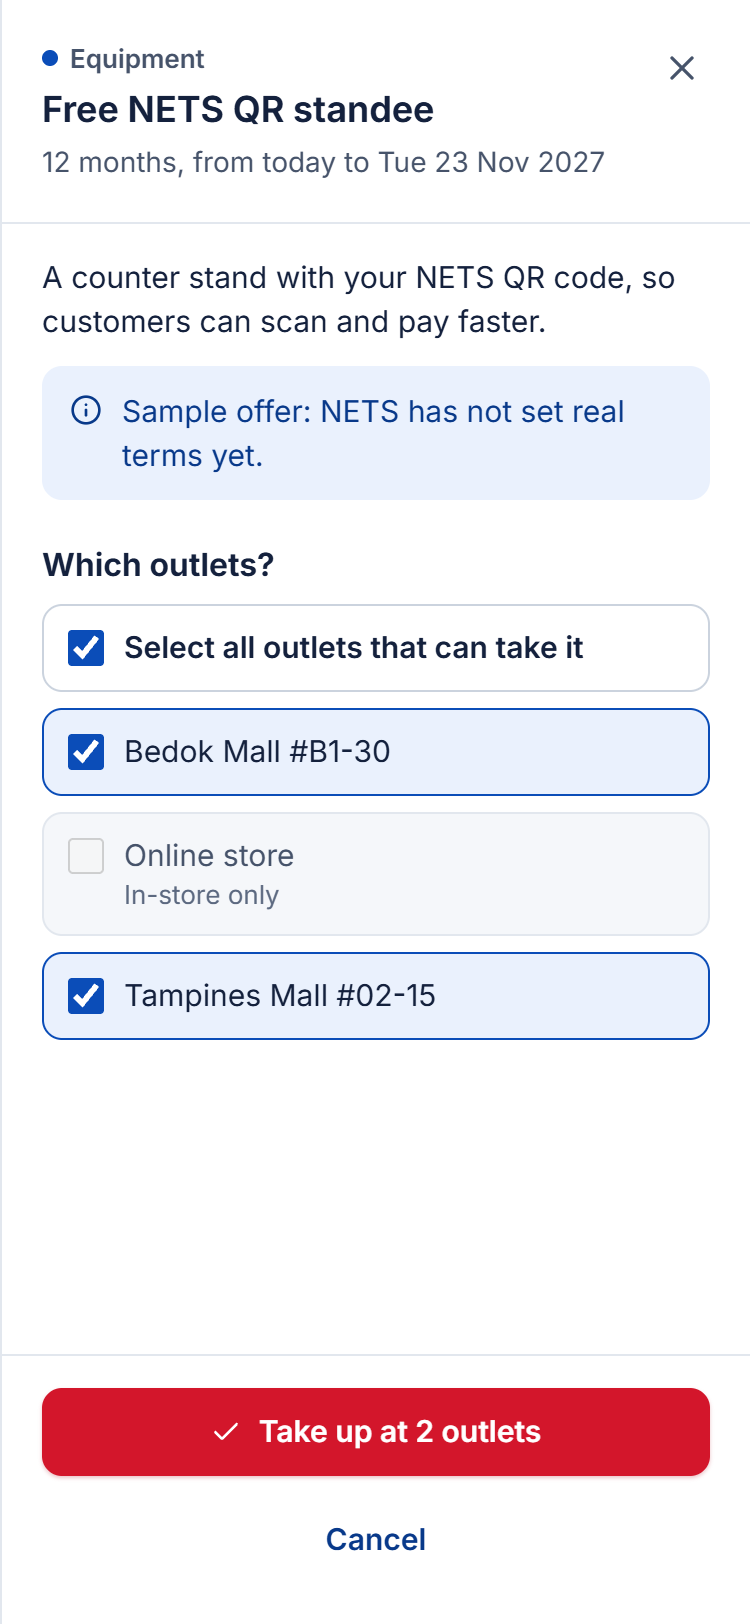 Equipment
Free NETS QR standee
12 months, from today to Tue 23 Nov 2027
A counter stand with your NETS QR code, so
customers can scan and pay faster.
Sample offer: NETS has not set real
terms yet.
Which outlets?
Select all outlets that can take it
Bedok Mall #B1-30
Online store
In-store only
Tampines Mall #02-15
Take up at 2 outlets
Cancel